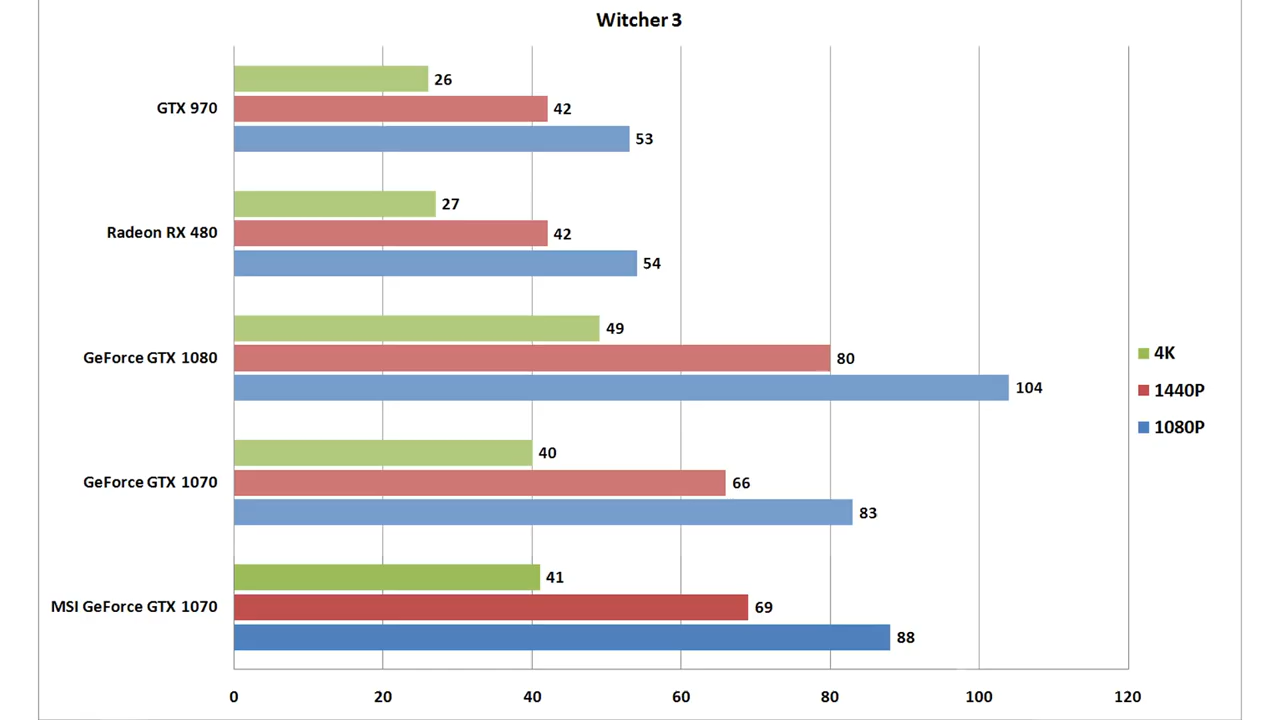 Witcher 3
26
GTX 970
42
53
27
Radeon RX 480
42
54
49
GeForce GTX 1080
80
104
40
GeForce GTX 1070
66
83
41
MSI GeForce GTX 1070
69
88
4K
1440P
1080P
0 20 40 60 80 100 120